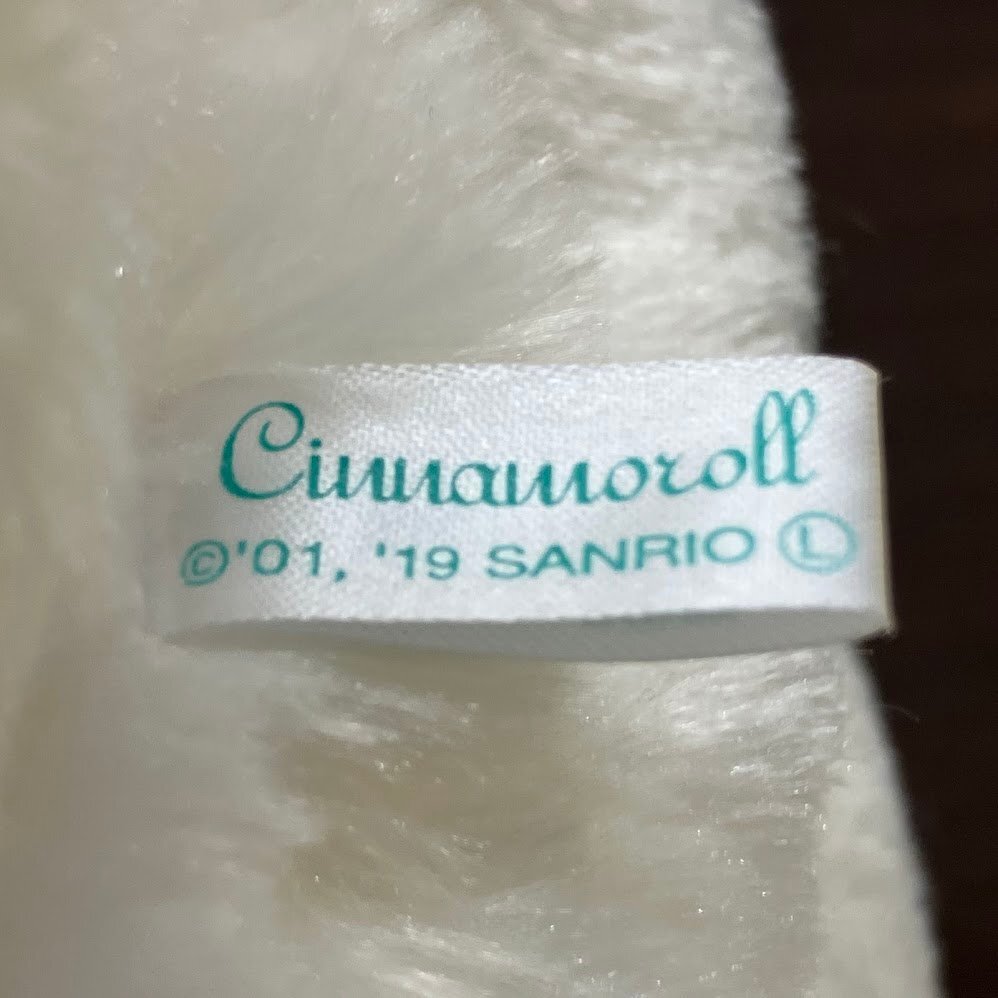 Cinnamoroll
©'01, '19 SANRIO Ⓛ